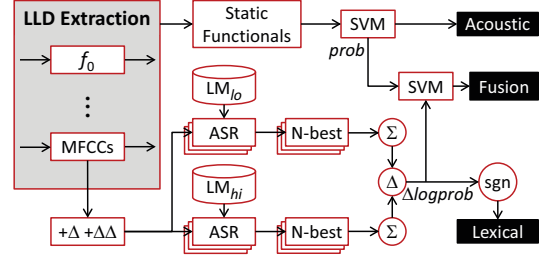 LLD Extraction
f0
⋮
MFCCs
+Δ +ΔΔ
Static
Functionals
SVM
Acoustic
prob
SVM
Fusion
LMlo
ASR
N-best
Σ
LMhi
Δ
Δlogprob
sgn
ASR
N-best
Σ
Lexical